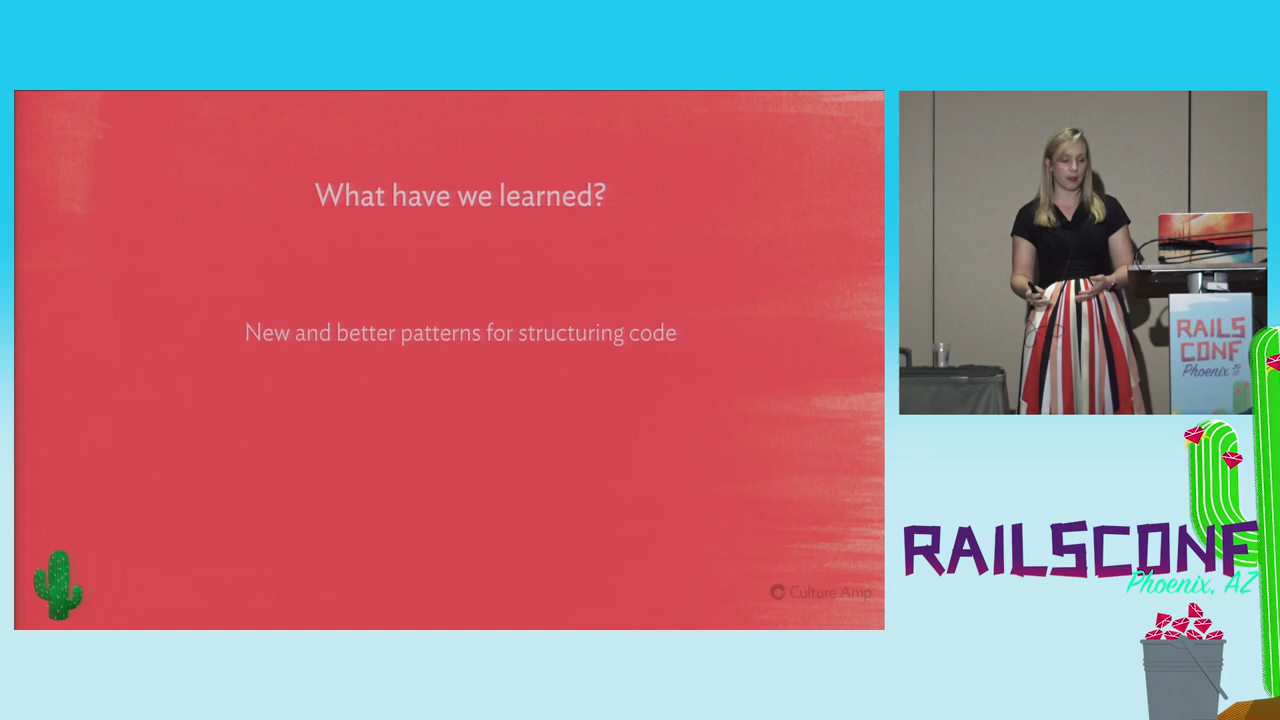 What have we learned?
New and better patterns for structuring code
Culture Amp
RAILS
CONF
Phoenix
RAILSCONF
Phoenix, AZ